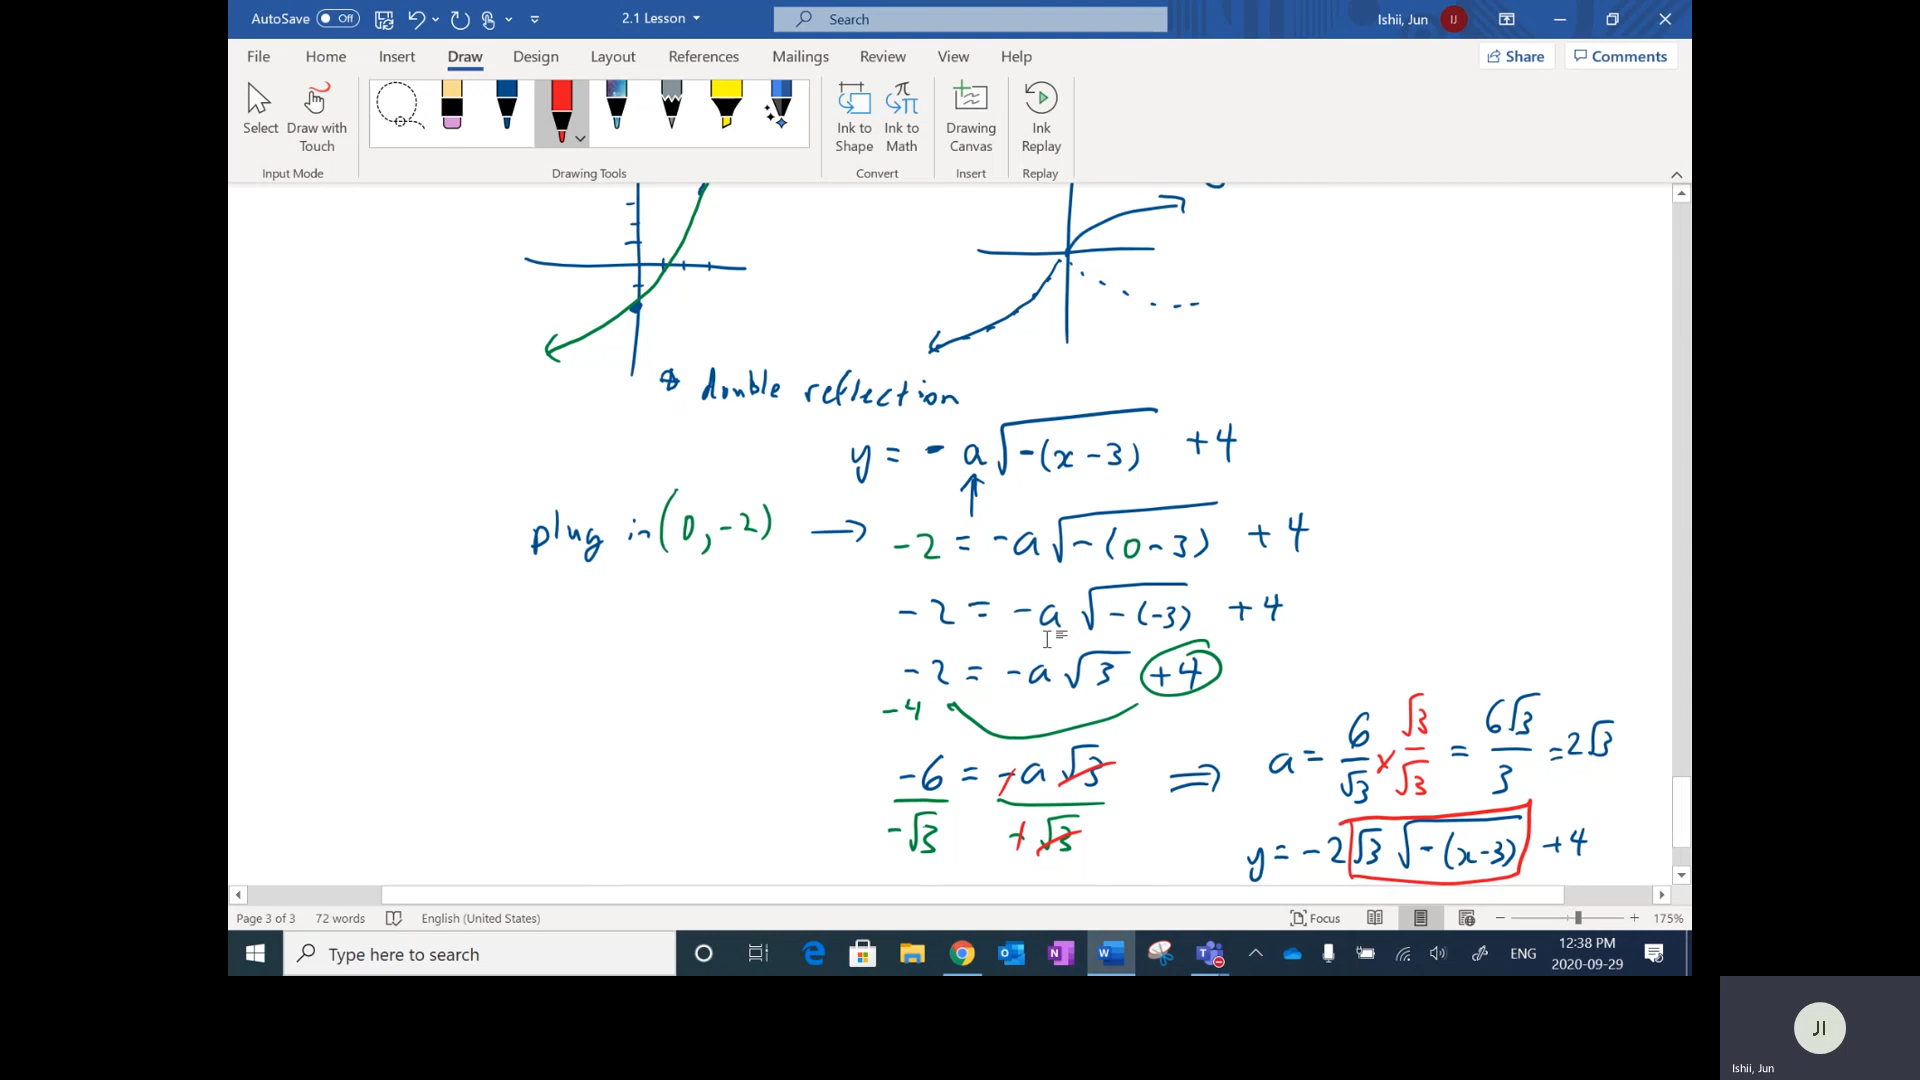 AutoSave Off 2.1 Lesson Search Ishii, Jun IJ
File Home Insert Draw Design Layout References Mailings Review View Help Share Comments
Select Draw with Touch Ink to Shape Ink to Math Drawing Canvas Ink Replay
Input Mode Drawing Tools Convert Insert Replay
* double reflection
y = - a√(-(x-3)) +4
plug in (0, -2) → -2 = -a√(-(0-3)) + 4
-2 = -a √(-(-3)) +4
-2 = -a √3 +4
-4
-6 = -a √3 ⇒ a = 6/√3 × √3/√3 = 6√3/3 = 2√3
-√3 -√3
y = -2√3 √(-(x-3)) +4
Page 3 of 3 72 words English (United States) Focus 175%
Type here to search ENG 12:38 PM
2020-09-29
JI
Ishii, Jun